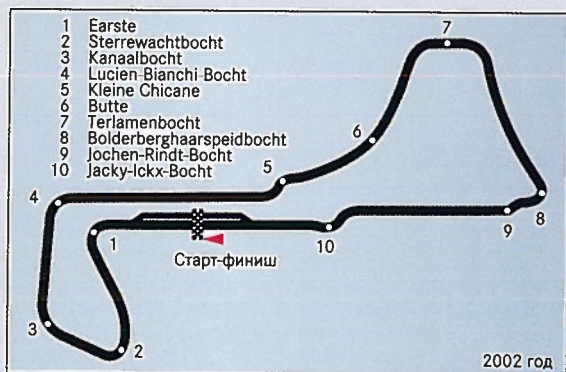 1 Earste
2 Sterrewachtbocht
3 Kanaalbocht
4 Lucien-Bianchi-Bocht
5 Kleine Chicane
6 Butte
7 Terlamenbocht
8 Bolderberghaarspeidbocht
9 Jochen-Rindt-Bocht
10 Jacky-Ickx-Bocht
7
6
5
4
8
9
10
1
Старт-финиш
3
2
2002 год